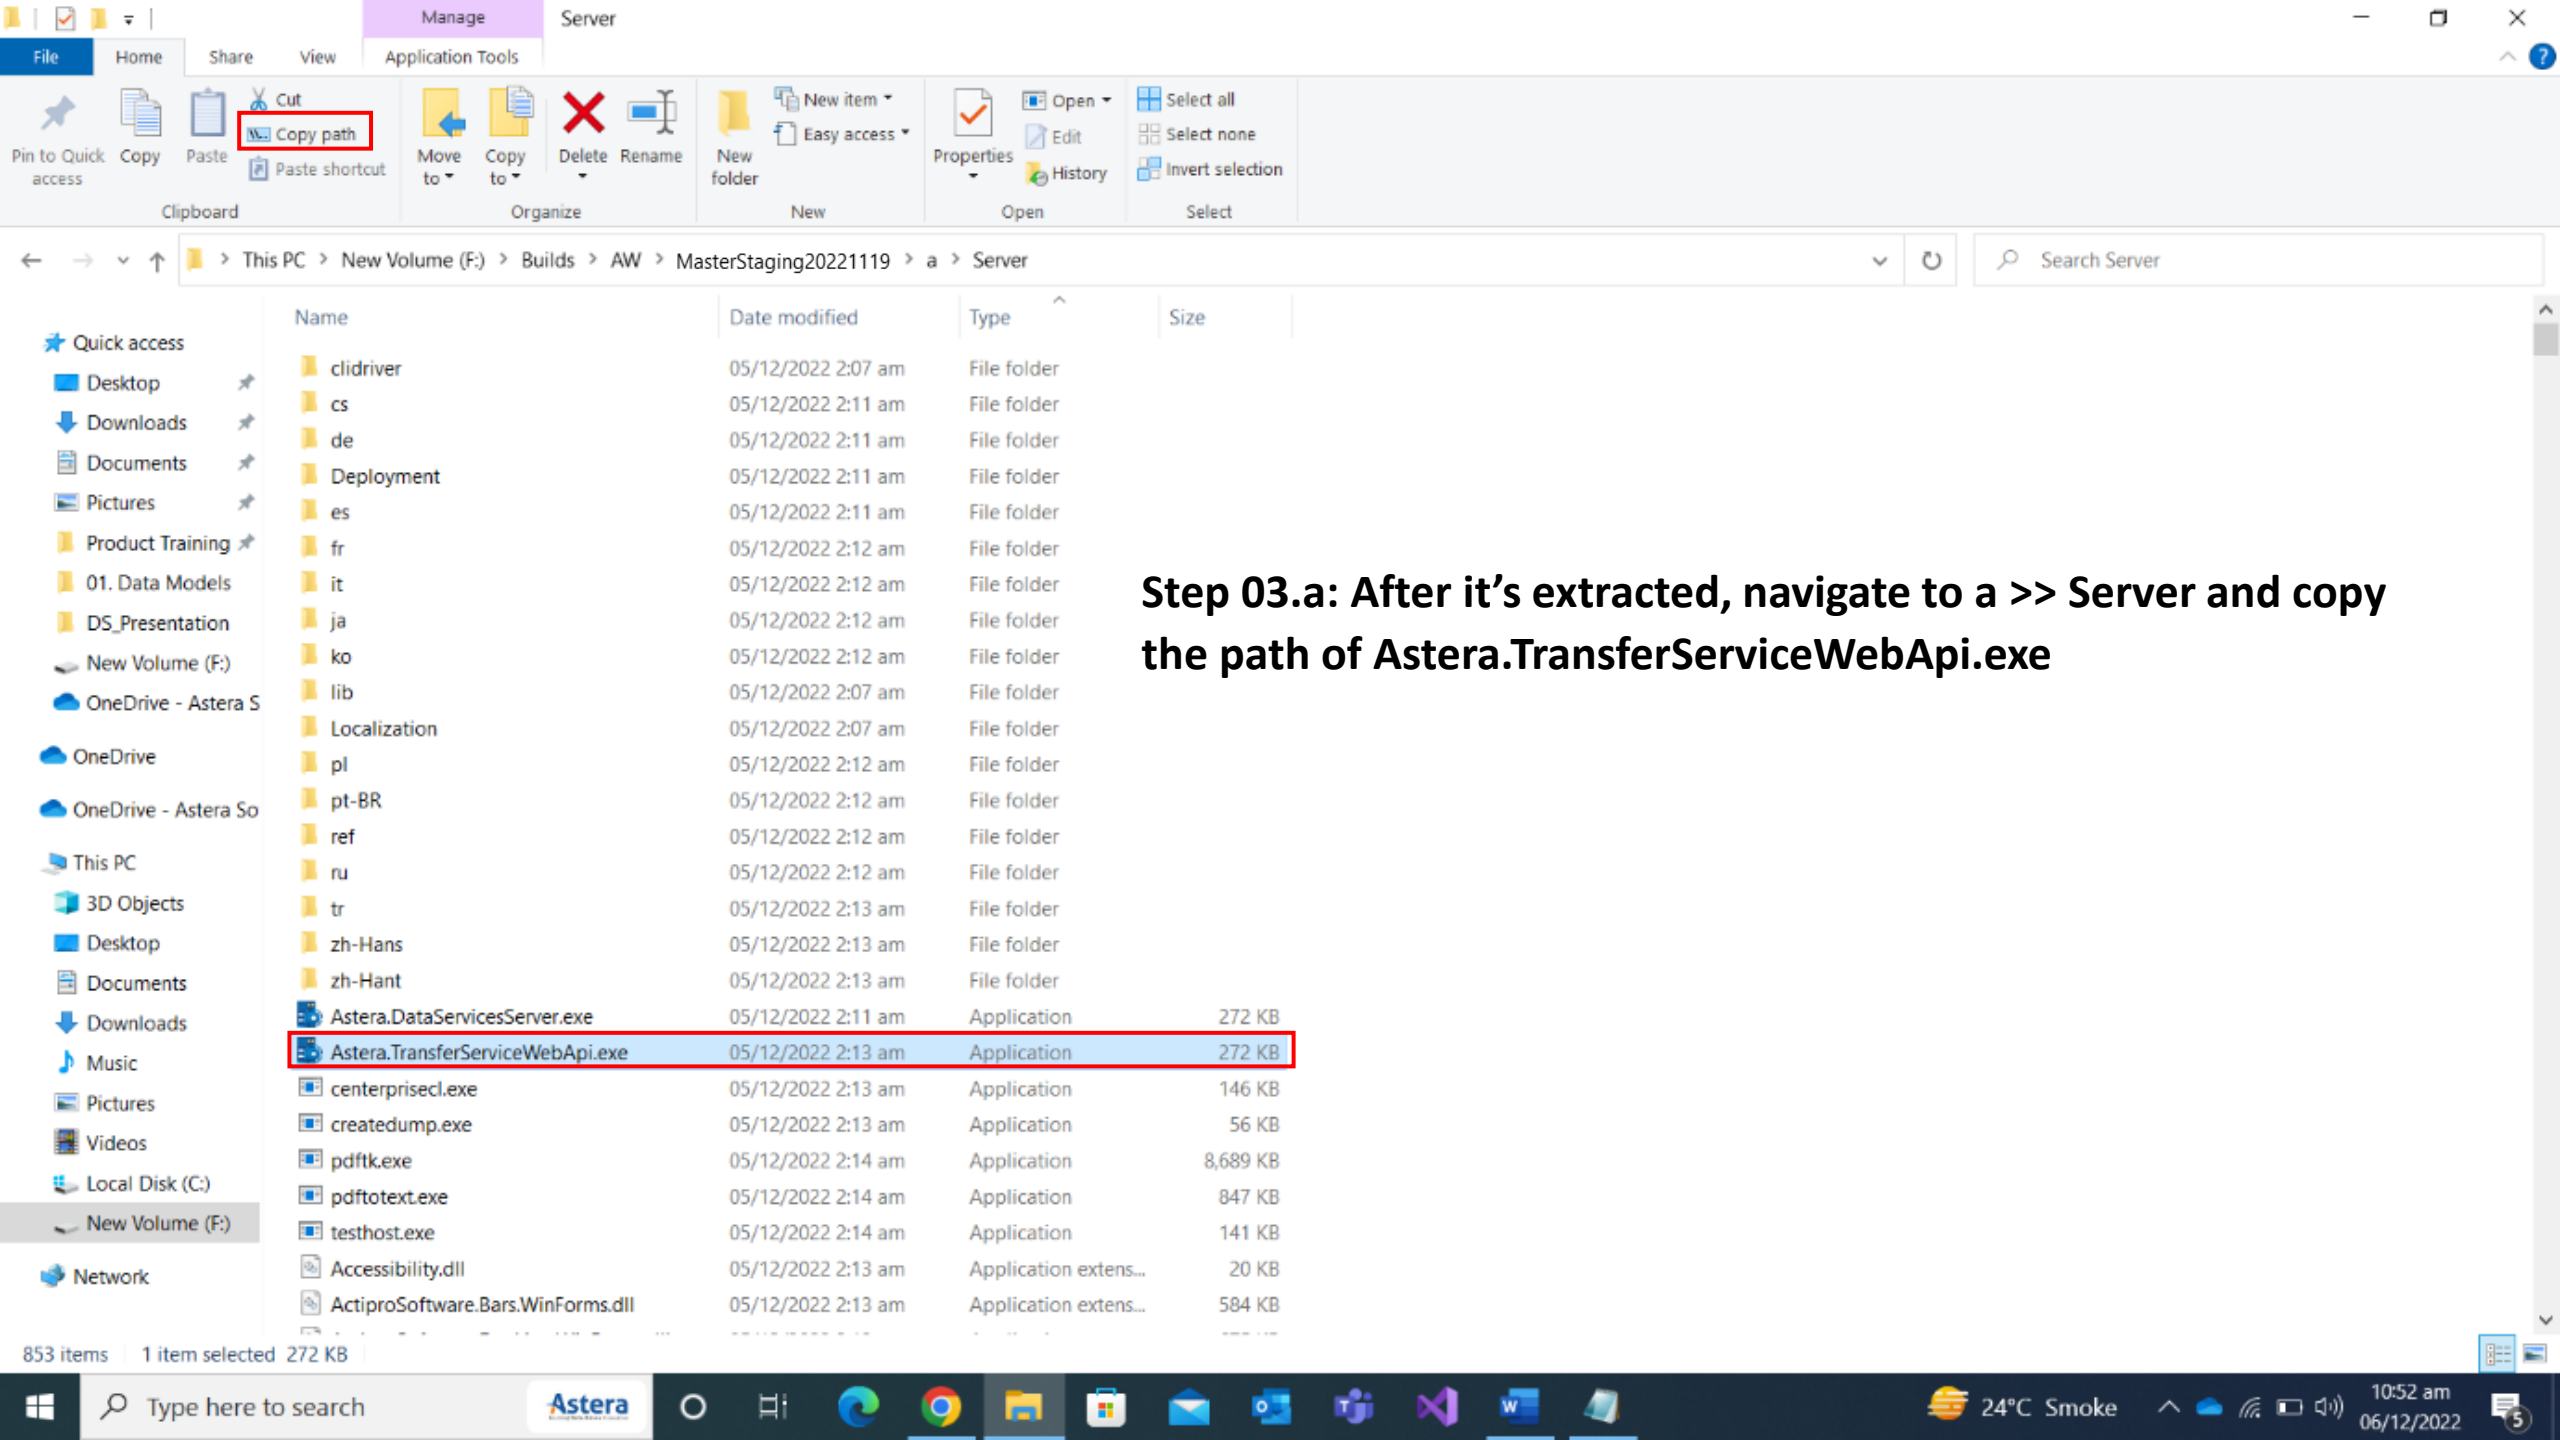 Manage
Server
File
Home
Share
View
Application Tools
Pin to Quick access
Copy
Paste
Cut
Copy path
Paste shortcut
Move to
Copy to
Delete
Rename
New folder
New item
Easy access
Properties
Open
Edit
History
Select all
Select none
Invert selection
Clipboard
Organize
New
Open
Select
This PC > New Volume (F:) > Builds > AW > MasterStaging20221119 > a > Server
Search Server
Quick access
Desktop
Downloads
Documents
Pictures
Product Training
01. Data Models
DS_Presentation
New Volume (F:)
OneDrive - Astera S
OneDrive
OneDrive - Astera So
This PC
3D Objects
Desktop
Documents
Downloads
Music
Pictures
Videos
Local Disk (C:)
New Volume (F:)
Network
Name Date modified Type Size
clidriver 05/12/2022 2:07 am File folder
cs 05/12/2022 2:11 am File folder
de 05/12/2022 2:11 am File folder
Deployment 05/12/2022 2:11 am File folder
es 05/12/2022 2:11 am File folder
fr 05/12/2022 2:12 am File folder
it 05/12/2022 2:12 am File folder
ja 05/12/2022 2:12 am File folder
ko 05/12/2022 2:12 am File folder
lib 05/12/2022 2:07 am File folder
Localization 05/12/2022 2:07 am File folder
pl 05/12/2022 2:12 am File folder
pt-BR 05/12/2022 2:12 am File folder
ref 05/12/2022 2:12 am File folder
ru 05/12/2022 2:12 am File folder
tr 05/12/2022 2:13 am File folder
zh-Hans 05/12/2022 2:13 am File folder
zh-Hant 05/12/2022 2:13 am File folder
Astera.DataServicesServer.exe 05/12/2022 2:11 am Application 272 KB
Astera.TransferServiceWebApi.exe 05/12/2022 2:13 am Application 272 KB
centerprisecl.exe 05/12/2022 2:13 am Application 146 KB
createdump.exe 05/12/2022 2:13 am Application 56 KB
pdftk.exe 05/12/2022 2:14 am Application 8,689 KB
pdftotext.exe 05/12/2022 2:14 am Application 847 KB
testhost.exe 05/12/2022 2:14 am Application 141 KB
Accessibility.dll 05/12/2022 2:13 am Application extens... 20 KB
ActiproSoftware.Bars.WinForms.dll 05/12/2022 2:13 am Application extens... 584 KB
Step 03.a: After it’s extracted, navigate to a >> Server and copy
the path of Astera.TransferServiceWebApi.exe
853 items 1 item selected 272 KB
Type here to search
Astera
24°C Smoke
10:52 am
06/12/2022
5